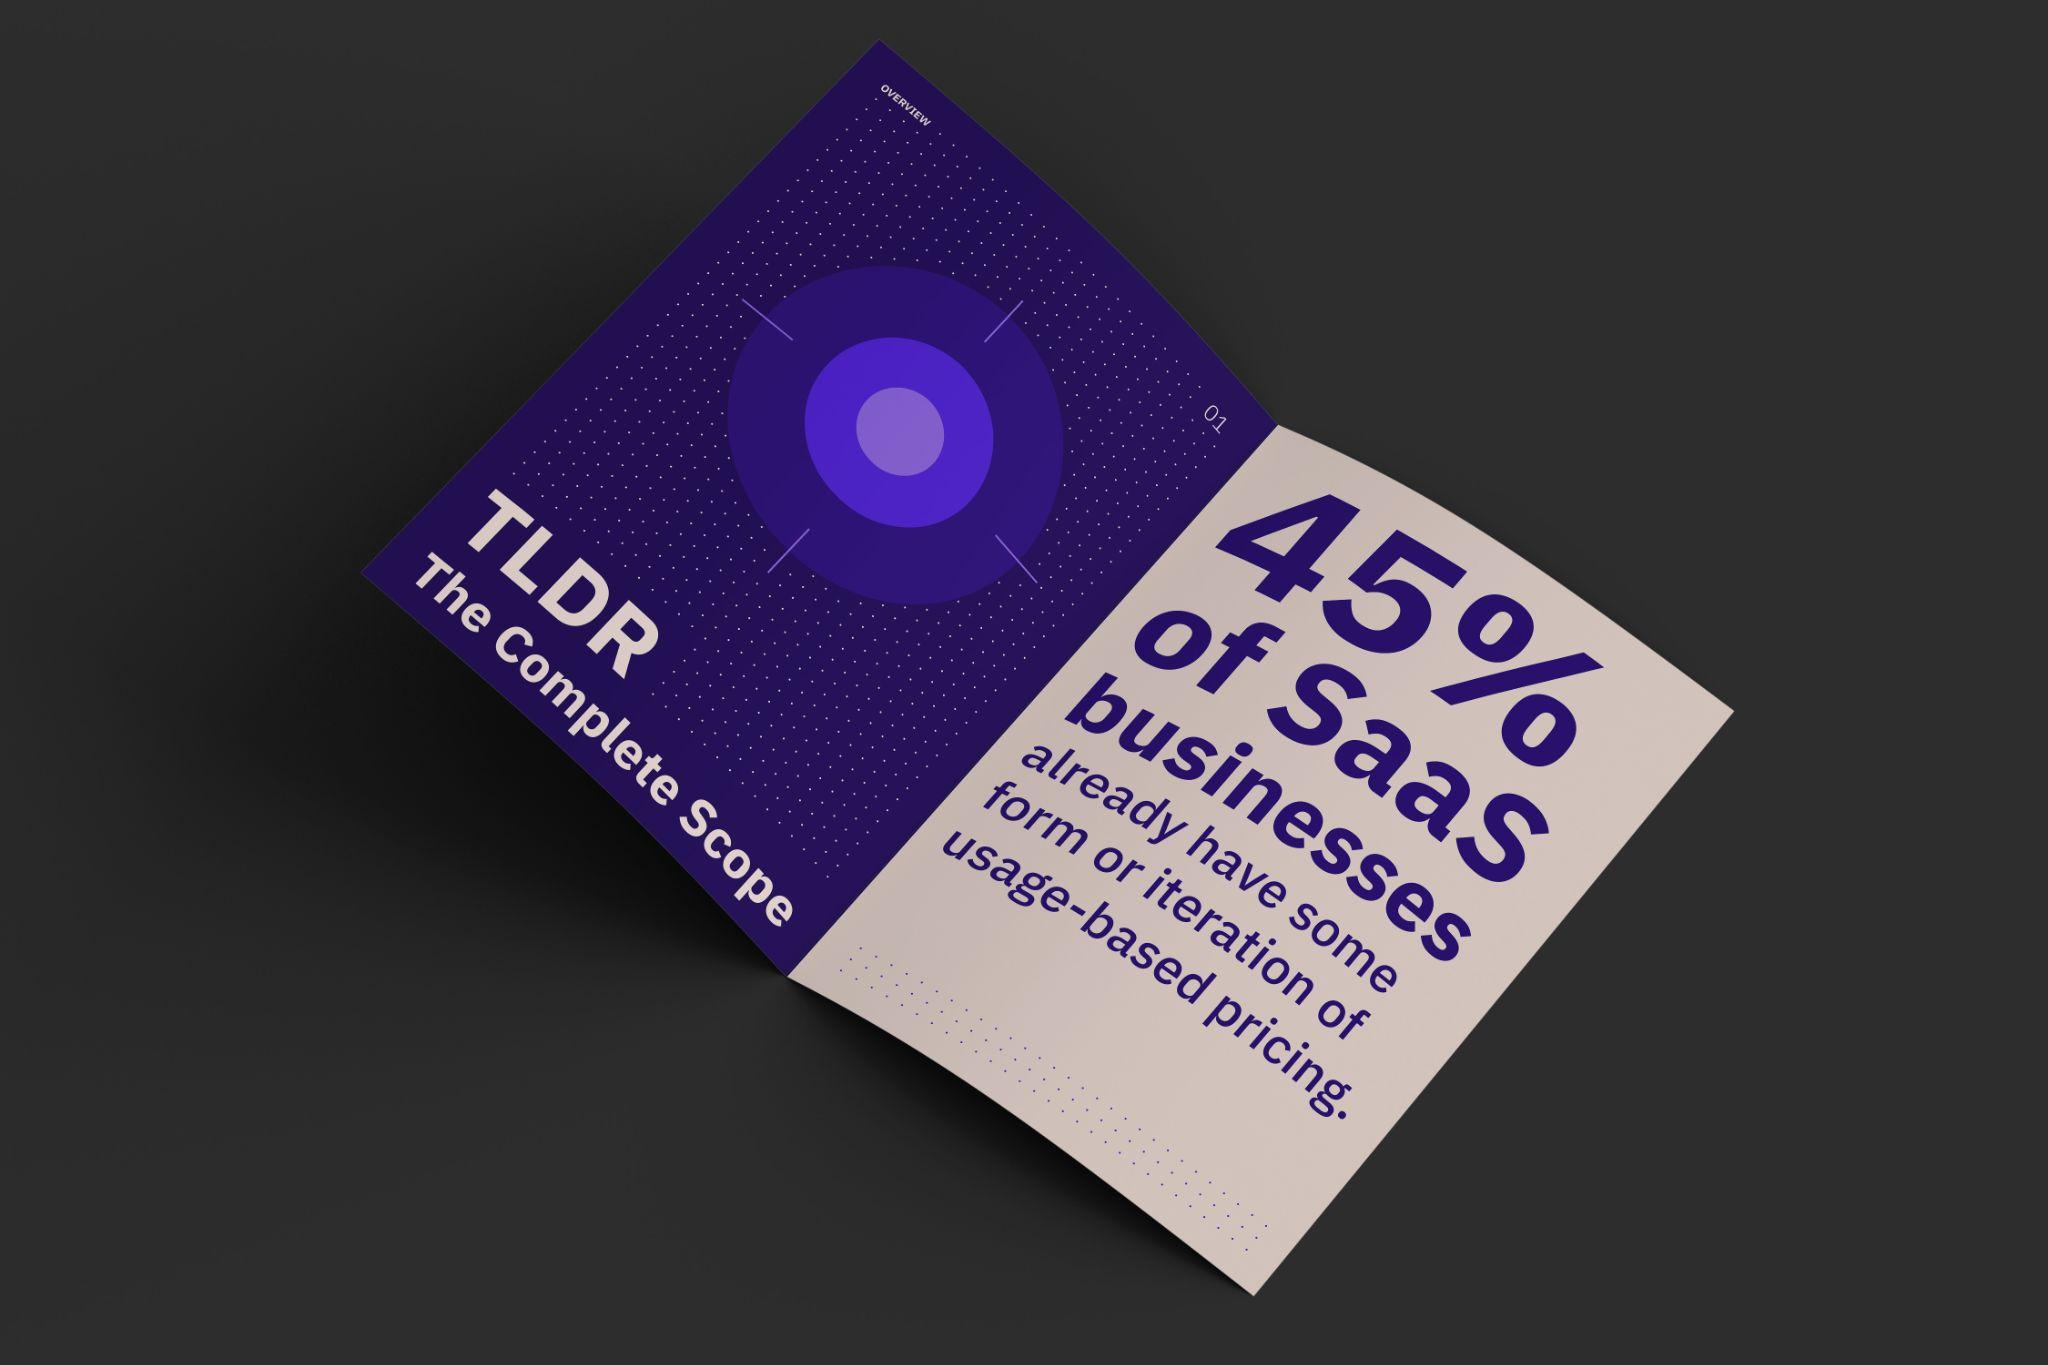 OVERVIEW
01
TLDR
The Complete Scope
45%
of SaaS
businesses
already have some
form or iteration of
usage-based pricing.